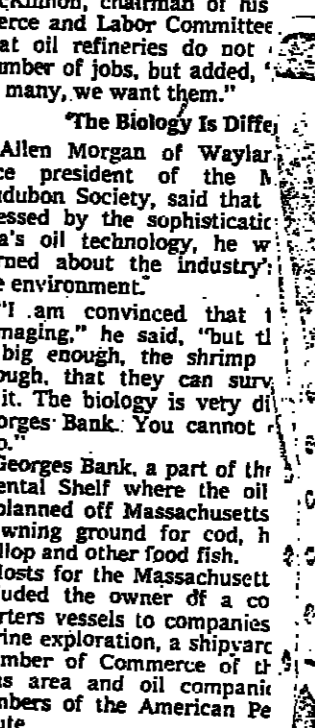 cKinnon, chairman of his
erce and Labor Committee
at oil refineries do not
umber of jobs, but added, '
many, we want them."
'The Biology Is Diffe
Allen Morgan of Waylar
ce president of the M
udubon Society, said that
essed by the sophisticatic
a's oil technology, he w
rned about the industry'
e environment.
"I am convinced that t
maging," he said, "but tl
big enough, the shrimp
ough, that they can surv
it. The biology is very di
orges Bank. You cannot
o."
Georges Bank, a part of the
ental Shelf where the oil
planned off Massachusetts
wning ground for cod, h
llop and other food fish.
Hosts for the Massachusett
luded the owner of a co
rters vessels to companies
rine exploration, a shipyard
mber of Commerce of th
as area and oil companie
mbers of the American Pe
ute.